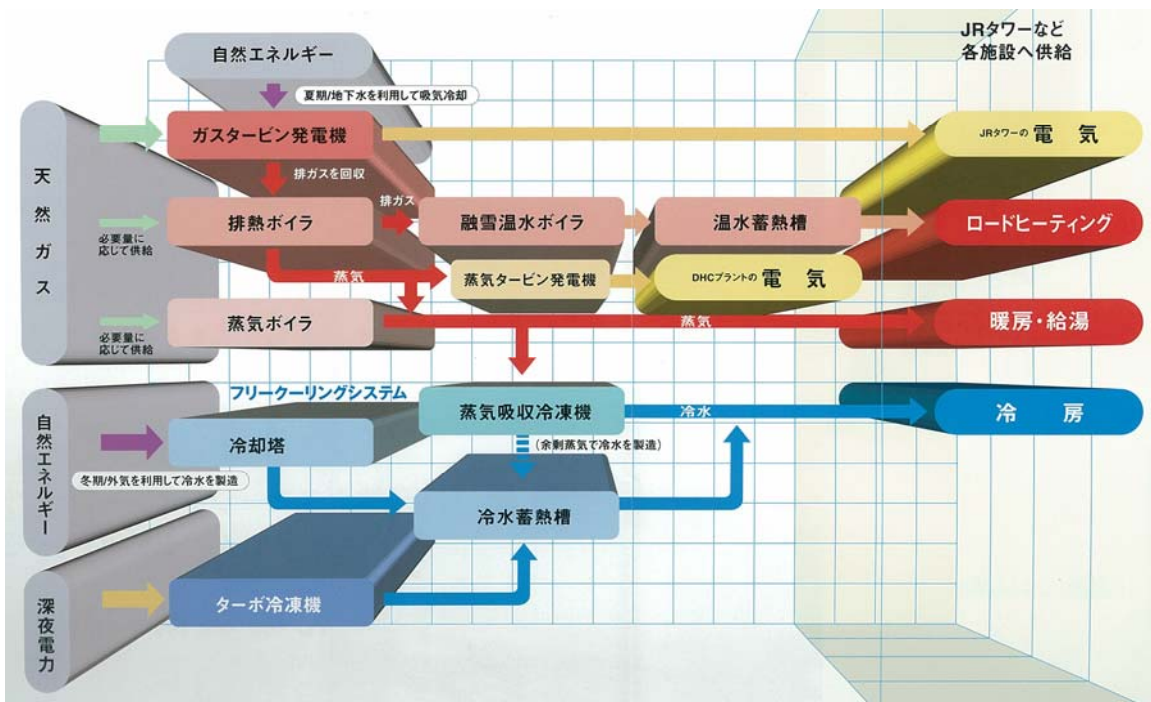 JRタワーなど
各施設へ供給
自然エネルギー
夏期/地下水を利用して吸気冷却
天然ガス
ガスタービン発電機
JRタワーの 電 気
排ガスを回収
排ガス
必要量に
応じて供給
排熱ボイラ
融雪温水ボイラ
温水蓄熱槽
ロードヒーティング
蒸気
蒸気タービン発電機
DHCプラントの 電 気
必要量に
応じて供給
蒸気ボイラ
蒸気
暖房・給湯
フリークーリングシステム
自然エネルギー
冷却塔
蒸気吸収冷凍機
冷水
冷 房
(余剰蒸気で冷水を製造)
冬期/外気を利用して冷水を製造
冷水蓄熱槽
深夜電力
ターボ冷凍機